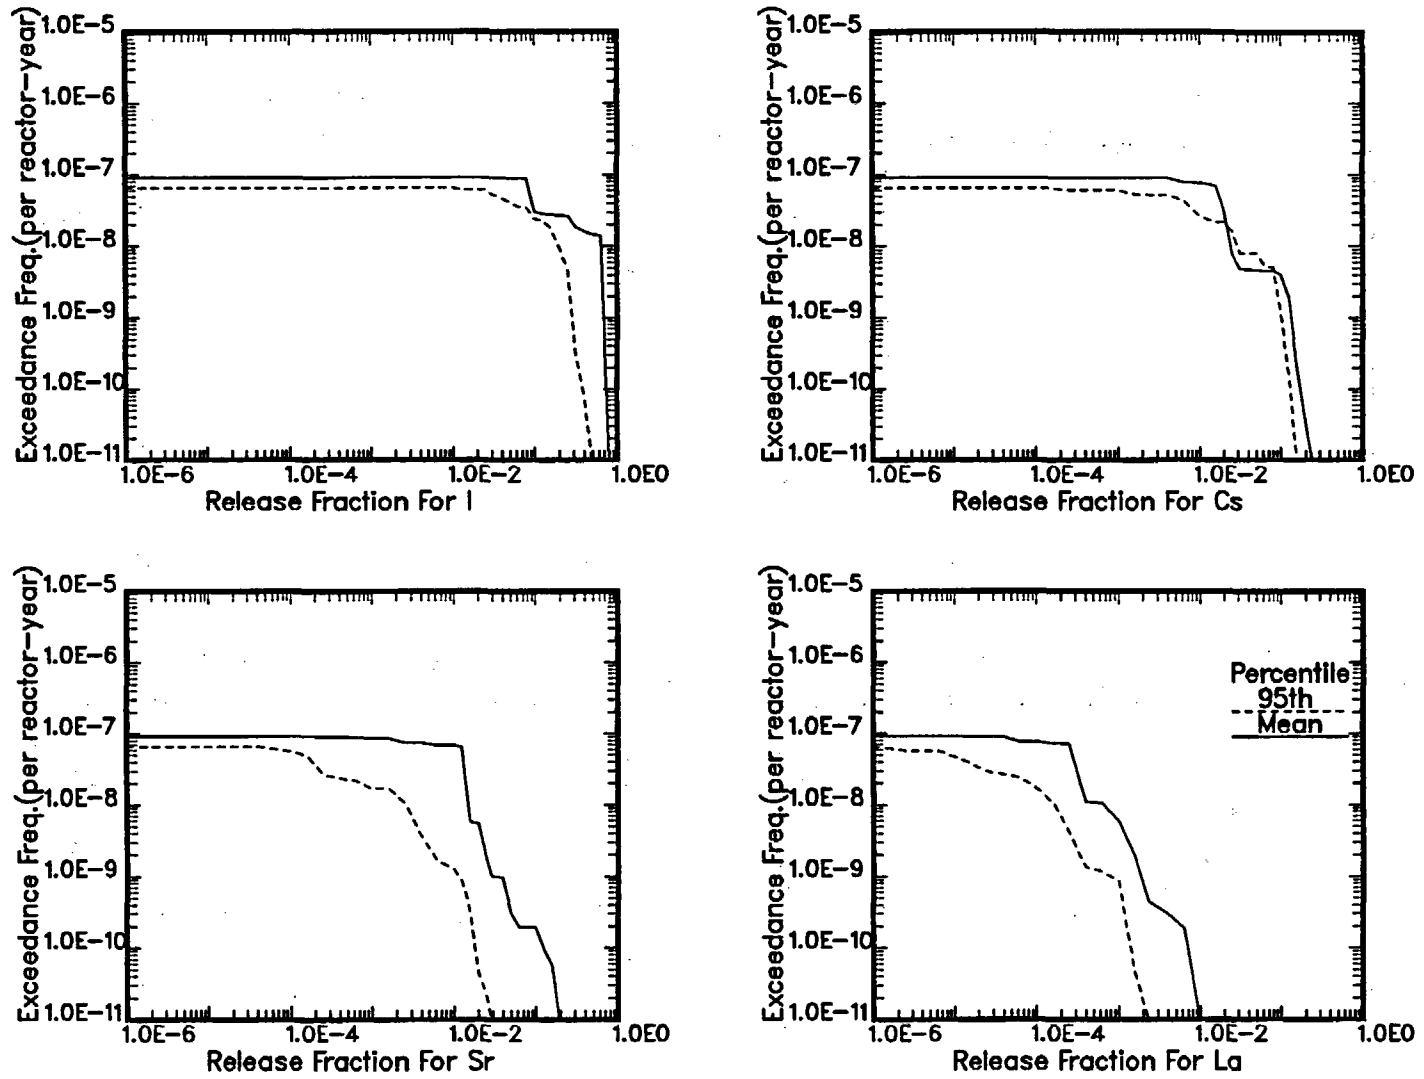 Exceedance Freq.(per reactor-year)
1.0E-5
1.0E-6
1.0E-7
1.0E-8
1.0E-9
1.0E-10
1.0E-11
1.0E-6
1.0E-4
1.0E-2
1.0E0
Release Fraction For I
Exceedance Freq.(per reactor-year)
1.0E-5
1.0E-6
1.0E-7
1.0E-8
1.0E-9
1.0E-10
1.0E-11
1.0E-6
1.0E-4
1.0E-2
1.0E0
Release Fraction For Cs
Exceedance Freq.(per reactor-year)
1.0E-5
1.0E-6
1.0E-7
1.0E-8
1.0E-9
1.0E-10
1.0E-11
1.0E-6
1.0E-4
1.0E-2
1.0E0
Release Fraction For Sr
Exceedance Freq.(per reactor-year)
1.0E-5
1.0E-6
1.0E-7
1.0E-8
1.0E-9
1.0E-10
1.0E-11
1.0E-6
1.0E-4
1.0E-2
1.0E0
Release Fraction For La
Percentile
95th
Mean